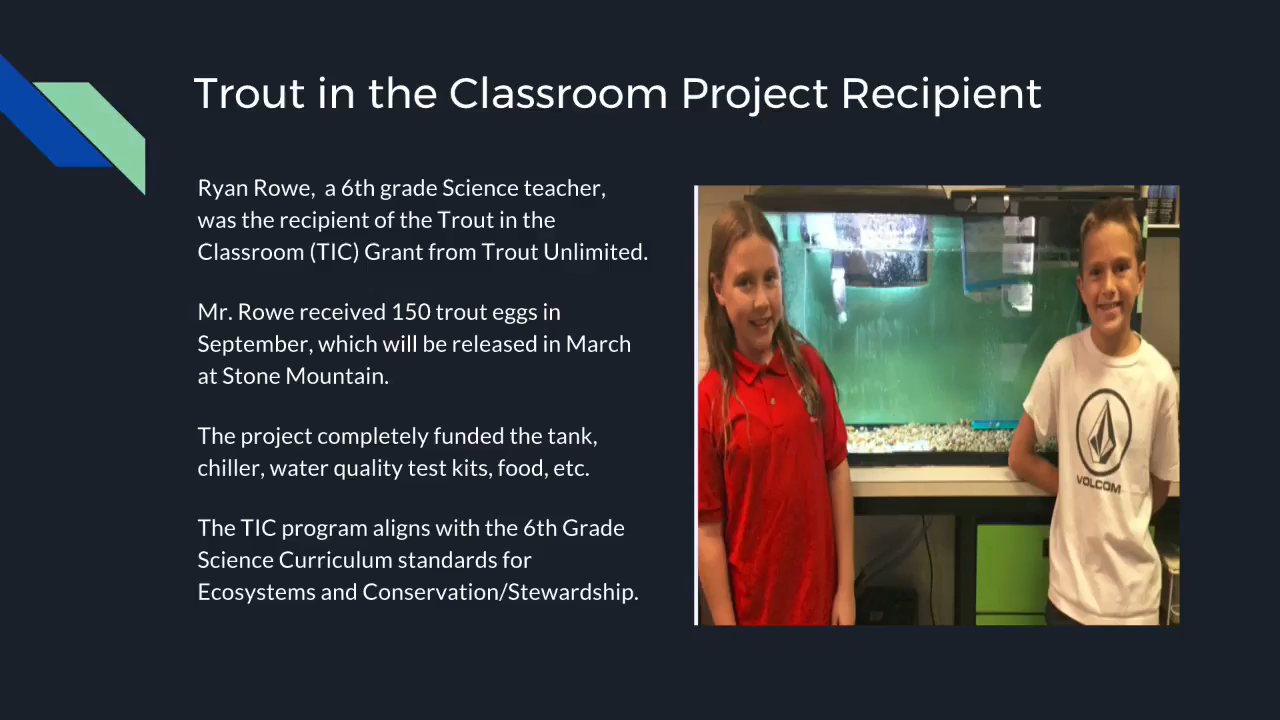 Trout in the Classroom Project Recipient
Ryan Rowe,  a 6th grade Science teacher,
was the recipient of the Trout in the
Classroom (TIC) Grant from Trout Unlimited.
Mr. Rowe received 150 trout eggs in
September, which will be released in March
at Stone Mountain.
The project completely funded the tank,
chiller, water quality test kits, food, etc.
The TIC program aligns with the 6th Grade
Science Curriculum standards for
Ecosystems and Conservation/Stewardship.
VOLCOM